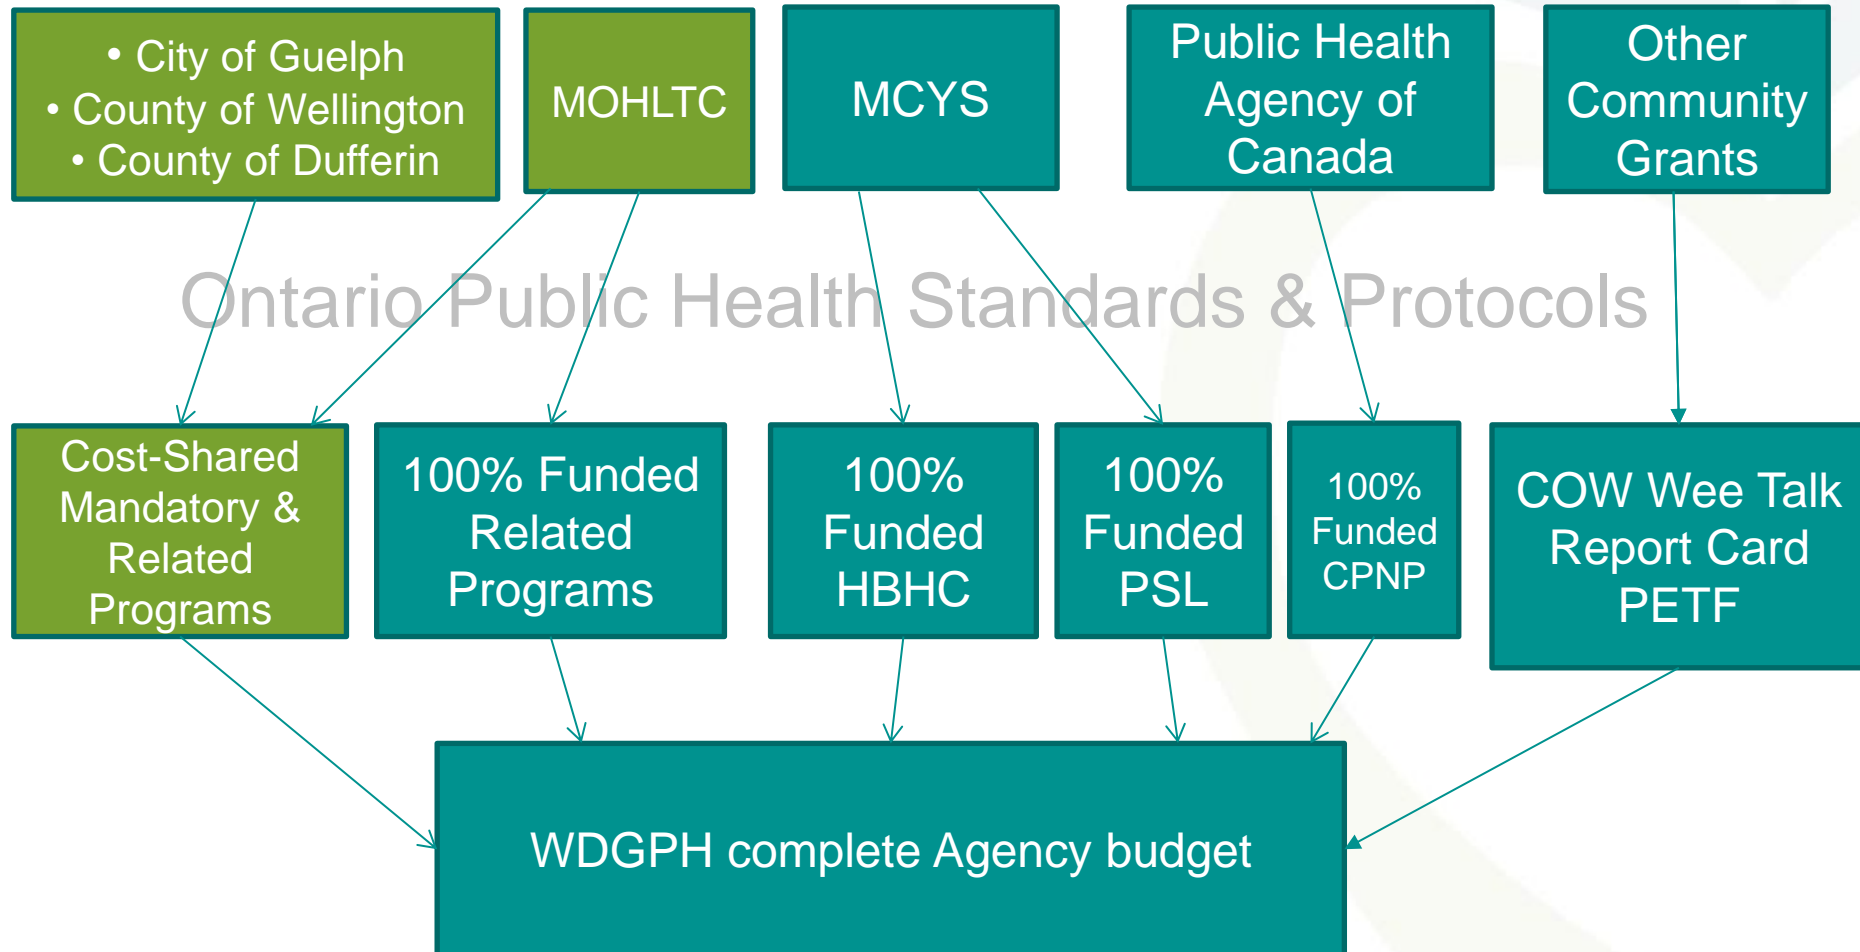 • City of Guelph
• County of Wellington
• County of Dufferin
MOHLTC
MCYS
Public Health
Agency of
Canada
Other
Community
Grants
Ontario Public Health Standards & Protocols
Cost-Shared
Mandatory &
Related
Programs
100% Funded
Related
Programs
100%
Funded
HBHC
100%
Funded
PSL
100%
Funded
CPNP
COW Wee Talk
Report Card
PETF
WDGPH complete Agency budget